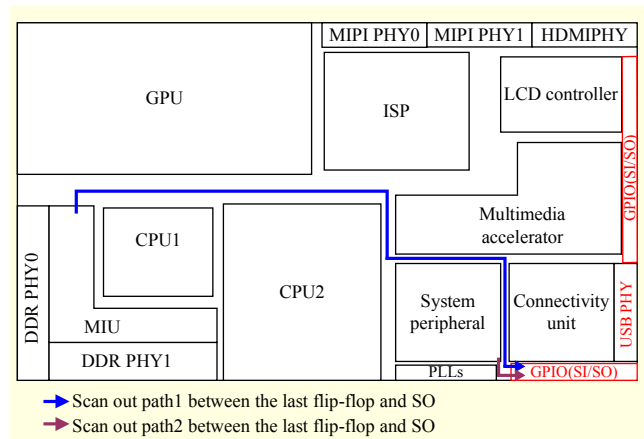 MIPI PHY0 MIPI PHY1 HDMIPHY
GPU
ISP
LCD controller
GPIO(SI/SO)
Multimedia
accelerator
CPU1
CPU2
DDR PHY0
MIU
DDR PHY1
System
peripheral
Connectivity
unit
USB PHY
PLLs
GPIO(SI/SO)
Scan out path1 between the last flip-flop and SO
Scan out path2 between the last flip-flop and SO